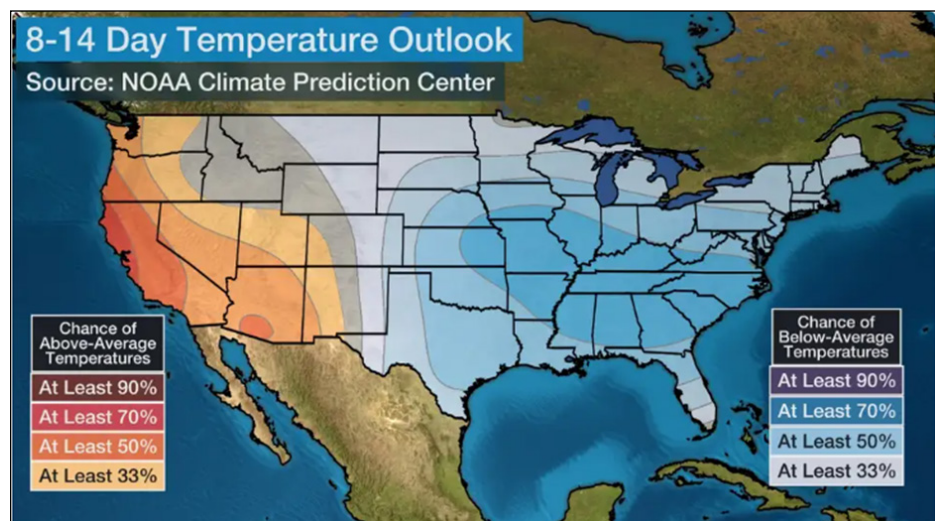 8-14 Day Temperature Outlook
Source: NOAA Climate Prediction Center
Chance of
Above-Average
Temperatures
At Least 90%
At Least 70%
At Least 50%
At Least 33%
Chance of
Below-Average
Temperatures
At Least 90%
At Least 70%
At Least 50%
At Least 33%